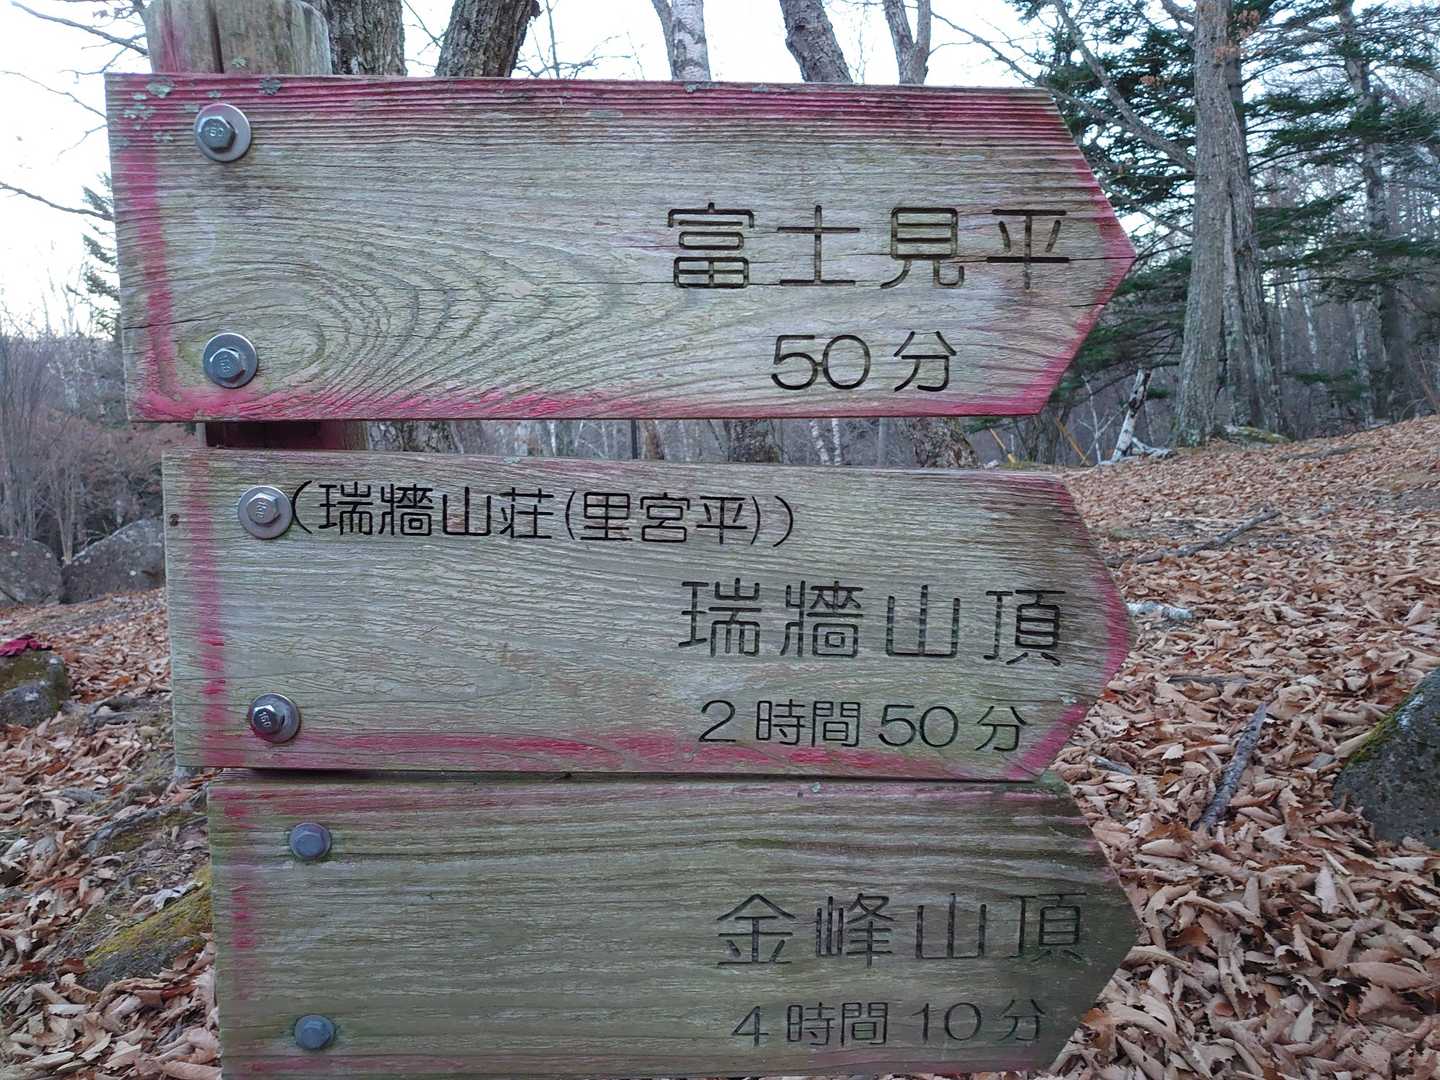 富士見平
50分
(瑞牆山荘(里宮平))
瑞牆山頂
2時間50分
金峰山頂
4時間10分